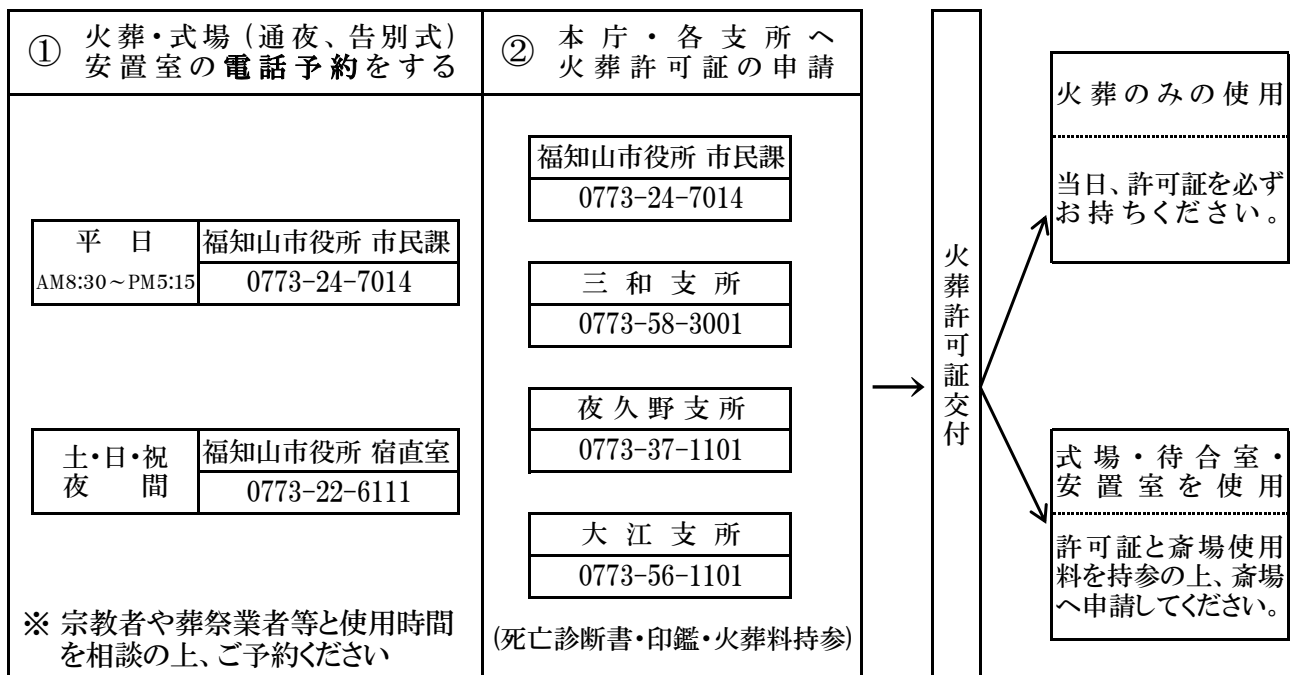 ① 火葬・式場(通夜、告別式)
安置室の電話予約をする
平 日
AM8:30～PM5:15
福知山市役所 市民課
0773-24-7014
土・日・祝
夜 間
福知山市役所 宿直室
0773-22-6111
※ 宗教者や葬祭業者等と使用時間
を相談の上、ご予約ください
② 本庁・各支所へ
火葬許可証の申請
福知山市役所 市民課
0773-24-7014
三和支所
0773-58-3001
夜久野支所
0773-37-1101
大江支所
0773-56-1101
(死亡診断書・印鑑・火葬料持参)
火葬許可証交付
火葬のみの使用
当日、許可証を必ず
お持ちください。
式場・待合室・
安置室を使用
許可証と斎場使用
料を持参の上、斎場
へ申請してください。